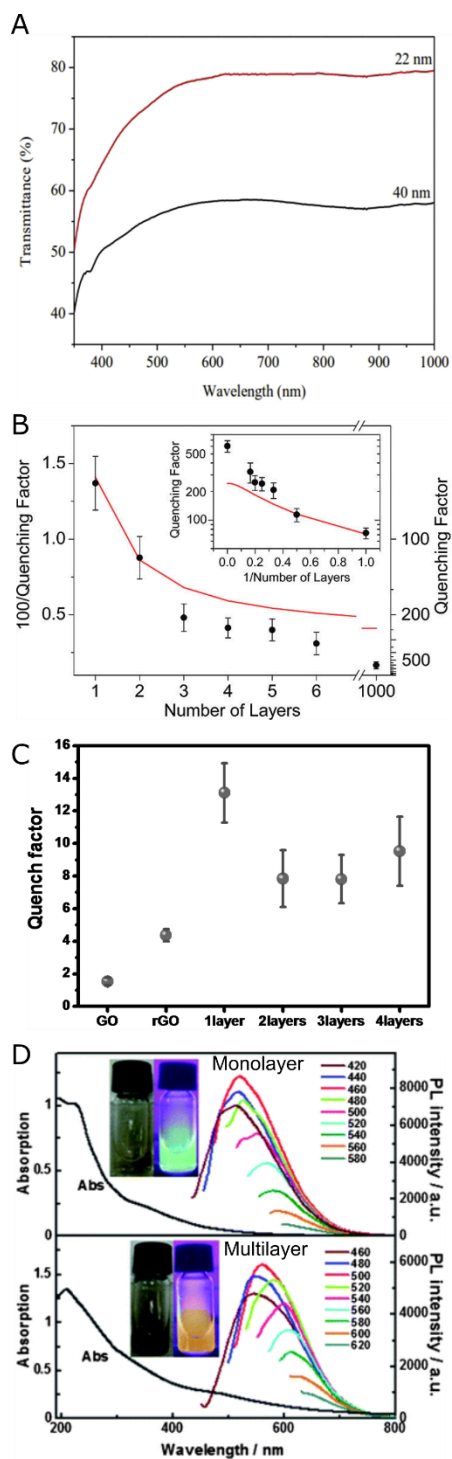 A
80
70
60
50
40
Transmittance (%)
22 nm
40 nm
400 500 600 700 800 900 1000
Wavelength (nm)
B
1.5
1.0
0.5
100/Quenching Factor
500
200
100
Quenching Factor
0.0 0.2 0.4 0.6 0.8 1.0
1/Number of Layers
100
200
500
Quenching Factor
1 2 3 4 5 6 1000
Number of Layers
C
16
14
12
10
8
6
4
2
0
Quench factor
GO rGO 1layer 2layers 3layers 4layers
D
Monolayer
1
0.5
0
Absorption
Abs
420
440
460
480
500
520
540
560
580
8000
6000
4000
2000
0
PL intensity / a.u.
Multilayer
1.5
1
0.5
0
Absorption
Abs
460
480
500
520
540
560
580
600
620
6000
4000
2000
0
PL intensity / a.u.
200 400 600 800
Wavelength / nm